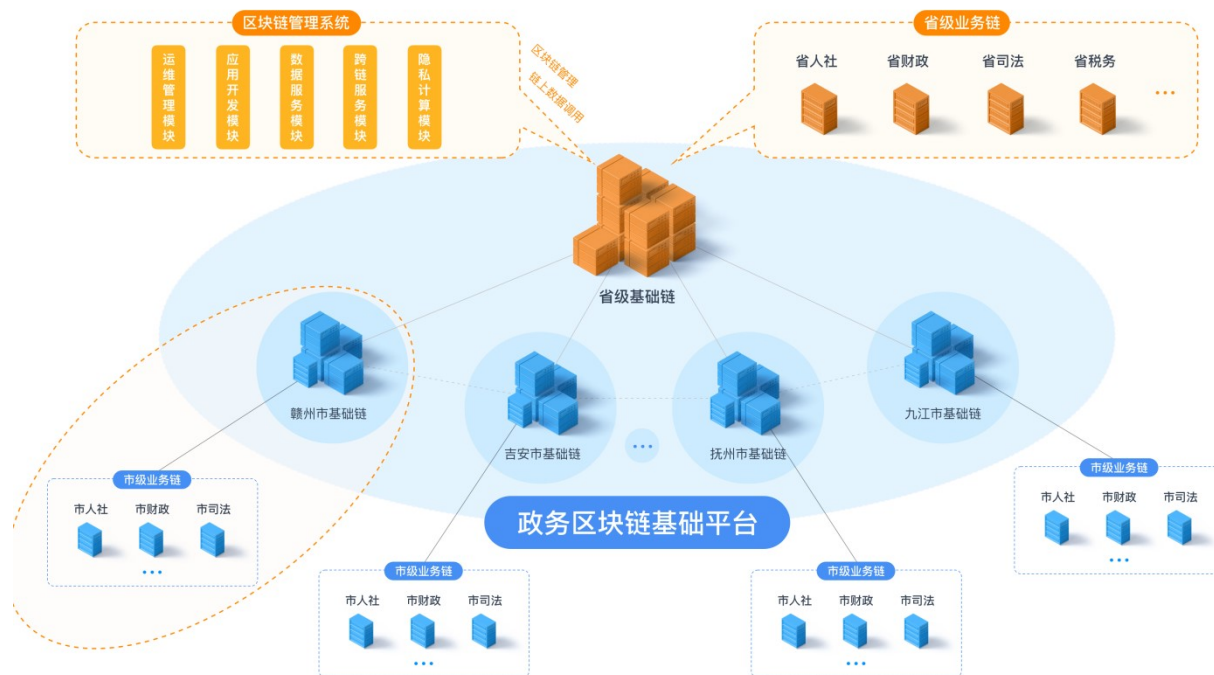 区块链管理系统
运维管理模块
应用开发模块
数据服务模块
跨链服务模块
隐私计算模块
区块链管理
链上数据调用
省级业务链
省人社
省财政
省司法
省税务
...
省级基础链
赣州市基础链
吉安市基础链
...
抚州市基础链
九江市基础链
政务区块链基础平台
市级业务链
市人社
市财政
市司法
...
市级业务链
市人社
市财政
市司法
...
市级业务链
市人社
市财政
市司法
...
市级业务链
市人社
市财政
市司法
...